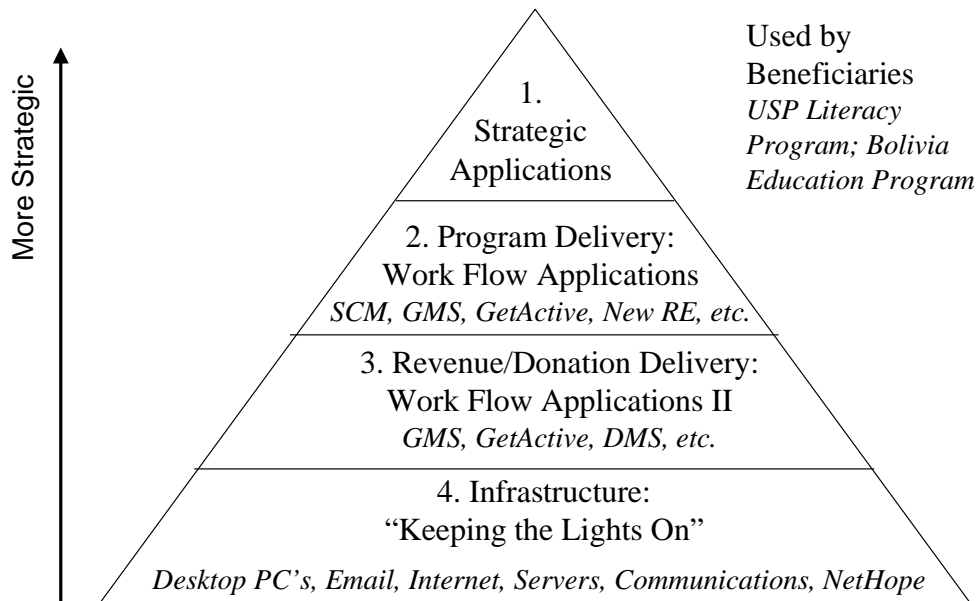 More Strategic
1.
Strategic
Applications
Used by
Beneficiaries
USP Literacy
Program; Bolivia
Education Program
2. Program Delivery:
Work Flow Applications
SCM, GMS, GetActive, New RE, etc.
3. Revenue/Donation Delivery:
Work Flow Applications II
GMS, GetActive, DMS, etc.
4. Infrastructure:
“Keeping the Lights On”
Desktop PC’s, Email, Internet, Servers, Communications, NetHope